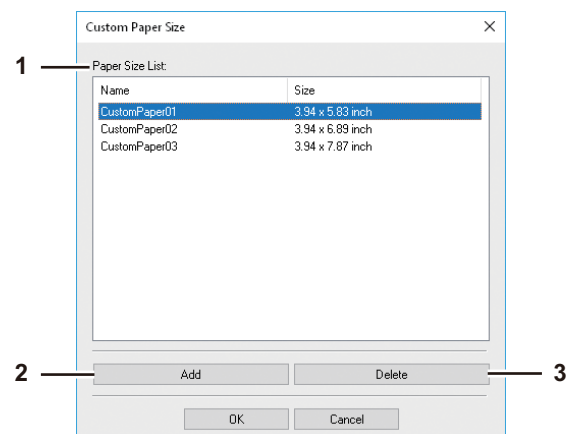 Custom Paper Size
1 Paper Size List:
Name Size
CustomPaper01 3.94 x 5.83 inch
CustomPaper02 3.94 x 6.89 inch
CustomPaper03 3.94 x 7.87 inch
2 Add Delete 3
OK Cancel